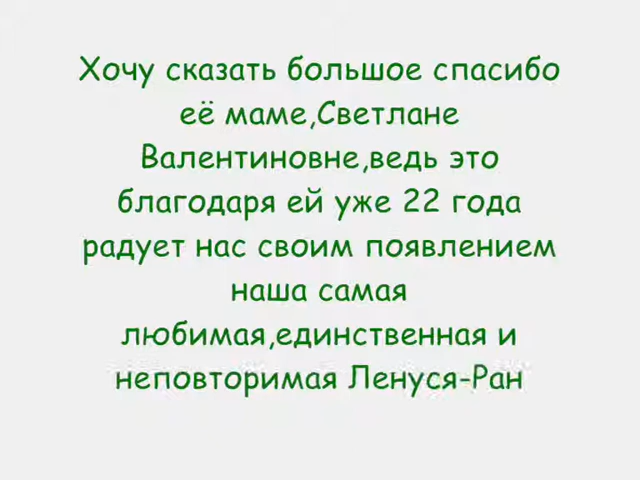 Хочу сказать большое спасибо
её маме,Светлане
Валентиновне,ведь это
благодаря ей уже 22 года
радует нас своим появлением
наша самая
любимая,единственная и
неповторимая Ленуся-Ран